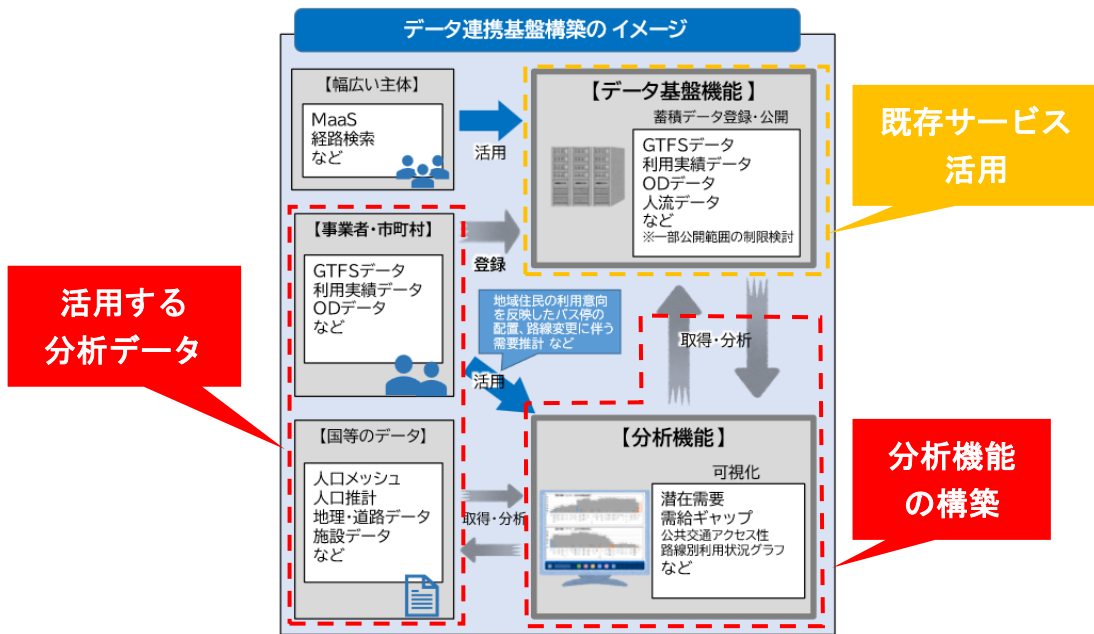 データ連携基盤構築の イメージ
【幅広い主体】
MaaS
経路検索
など
活用
【データ基盤機能】
蓄積データ登録・公開
GTFSデータ
利用実績データ
ODデータ
人流データ
など
※一部公開範囲の制限検討
既存サービス
活用
【事業者・市町村】
GTFSデータ
利用実績データ
ODデータ
など
登録
地域住民の利用意向
を反映したバス停の
配置、路線変更に伴う
需要推計 など
活用
取得・分析
活用する
分析データ
【国等のデータ】
人口メッシュ
人口推計
地理・道路データ
施設データ
など
取得・分析
【分析機能】
可視化
潜在需要
需給ギャップ
公共交通アクセス性
路線別利用状況グラフ
など
分析機能
の構築